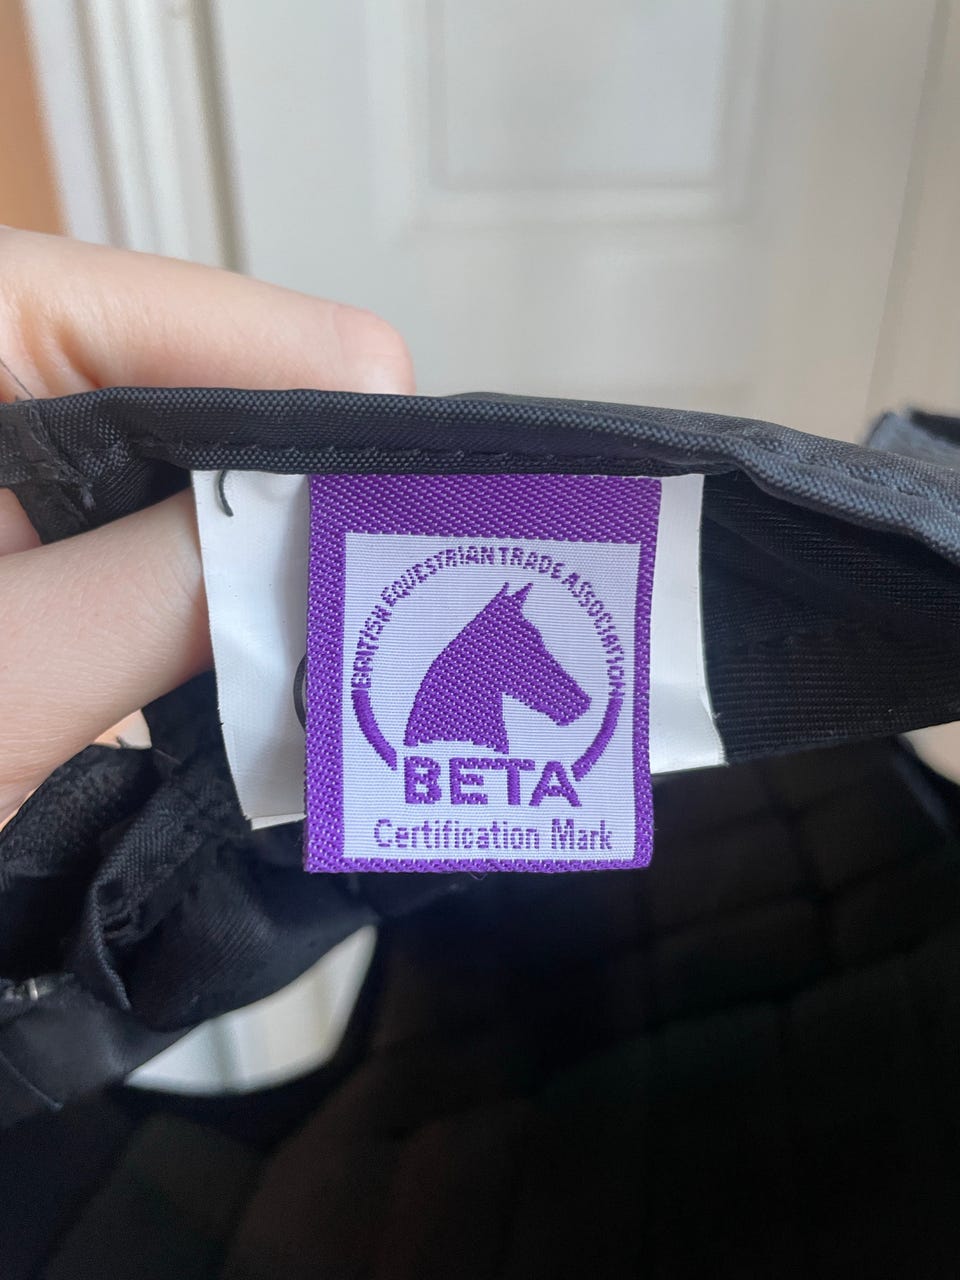 BRITISH EQUESTRIAN TRADE ASSOCIATION
BETA
Certification Mark